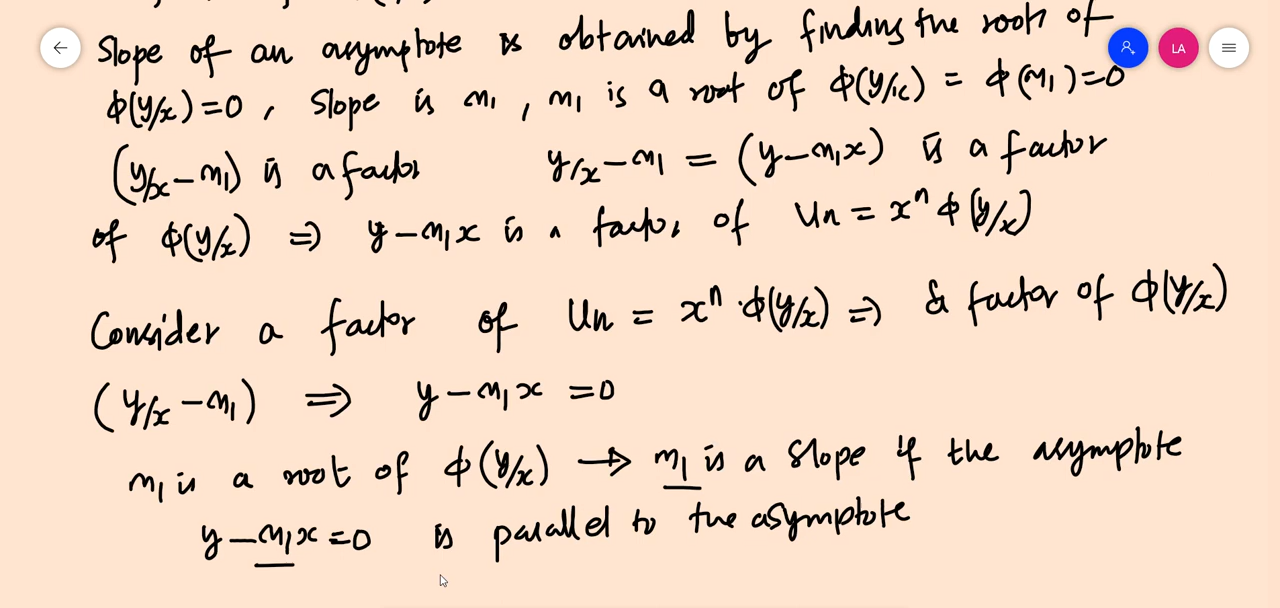 Slope of an asymptote is obtained by finding the root of
ϕ(y/x) = 0 , slope is m₁ , m₁ is a root of ϕ(y/x) = ϕ(m₁) = 0
(y/x − m₁) is a factor y/x − m₁ = (y − m₁x) is a factor
of ϕ(y/x) ⇒ y − m₁x is a factor of Un = xⁿ ϕ(y/x)
Consider a factor of Un = xⁿ · ϕ(y/x) ⇒ & factor of ϕ(y/x)
(y/x − m₁) ⇒ y − m₁x = 0
m₁ is a root of ϕ(y/x) → m₁ is a slope if the asymptote
y − m₁x = 0 is parallel to the asymptote
LA